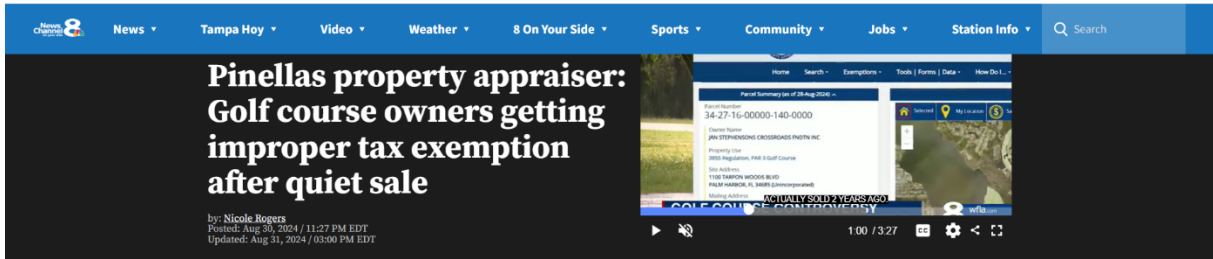 News Channel 8
News Tampa Hoy Video Weather 8 On Your Side Sports Community Jobs Station Info Search
Pinellas property appraiser:
Golf course owners getting
improper tax exemption
after quiet sale
by: Nicole Rogers
Posted: Aug 30, 2024 / 11:27 PM EDT
Updated: Aug 31, 2024 / 03:00 PM EDT
Home Search Exemptions Tools | Forms | Data How Do I...
Parcel Summary (as of 28-Aug-2024)
Parcel Number
34-27-16-00000-140-0000
Owner Name
JAN STEPHENSONS CROSSROADS FNDTN INC
Property Use
3855 Regulation, PAR 3 Golf Course
Site Address
1100 TARPON WOODS BLVD
PALM HARBOR, FL 34685 (Unincorporated)
Mailing Address
Selected My Location
ACTUALLY SOLD 2 YEARS AGO.
GOLF COURSE CONTROVERSY
8 wfla.com
1:00 / 3:27 CC